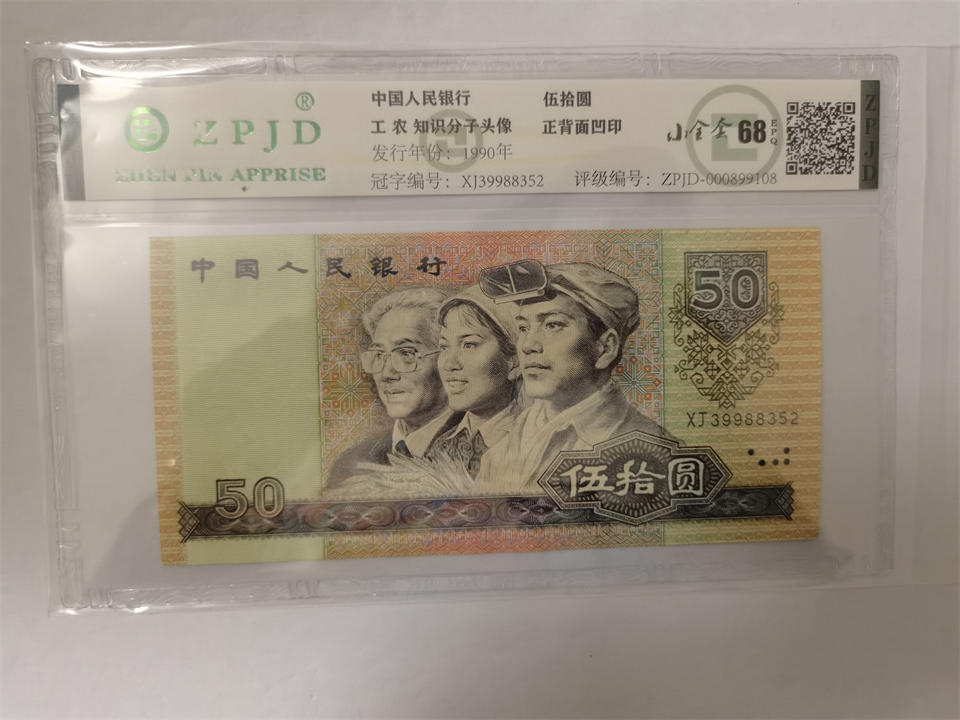 ZPJD®
ZHEN PIN APPRISE
中国人民银行 伍拾圆
工 农 知识分子头像 正背面凹印
发行年份：1990年
冠字编号：XJ39988352 评级编号：ZPJD-000899108
小全套 68 EPQ
ZPJD
中国人民银行
50
XJ39988352
伍拾圆
50